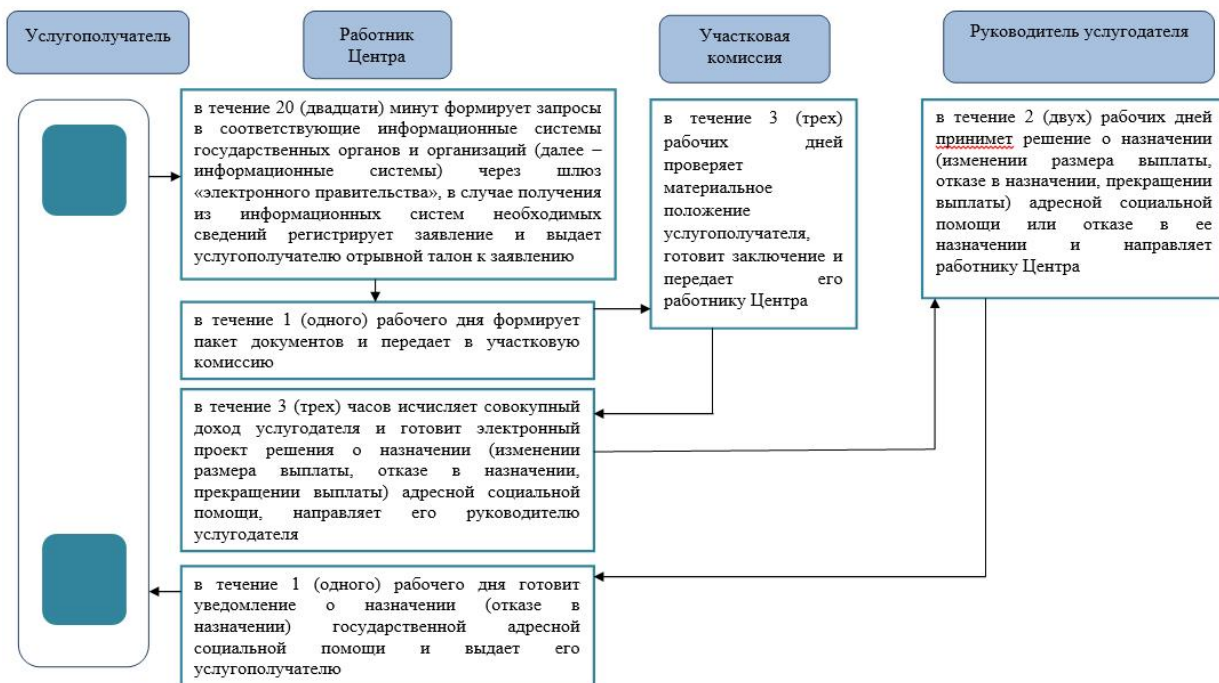 Услугополучатель
Работник
Центра
Участковая
комиссия
Руководитель услугодателя
в течение 20 (двадцати) минут формирует запросы
в соответствующие информационные системы
государственных органов и организаций (далее –
информационные системы) через шлюз
«электронного правительства», в случае получения
из информационных систем необходимых
сведений регистрирует заявление и выдает
услугополучателю отрывной талон к заявлению
в течение 1 (одного) рабочего дня формирует
пакет документов и передает в участковую
комиссию
в течение 3 (трех)
рабочих дней
проверяет
материальное
положение
услугополучателя,
готовит заключение и
передает его
работнику Центра
в течение 3 (трех) часов исчисляет совокупный
доход услугодателя и готовит электронный
проект решения о назначении (изменении
размера выплаты, отказе в назначении,
прекращении выплаты) адресной социальной
помощи, направляет его руководителю
услугодателя
в течение 2 (двух) рабочих дней
принимет решение о назначении
(изменении размера выплаты,
отказе в назначении, прекращении
выплаты) адресной социальной
помощи или отказе в ее
назначении и направляет
работнику Центра
в течение 1 (одного) рабочего дня готовит
уведомление о назначении (отказе в
назначении) государственной адресной
социальной помощи и выдает его
услугополучателю